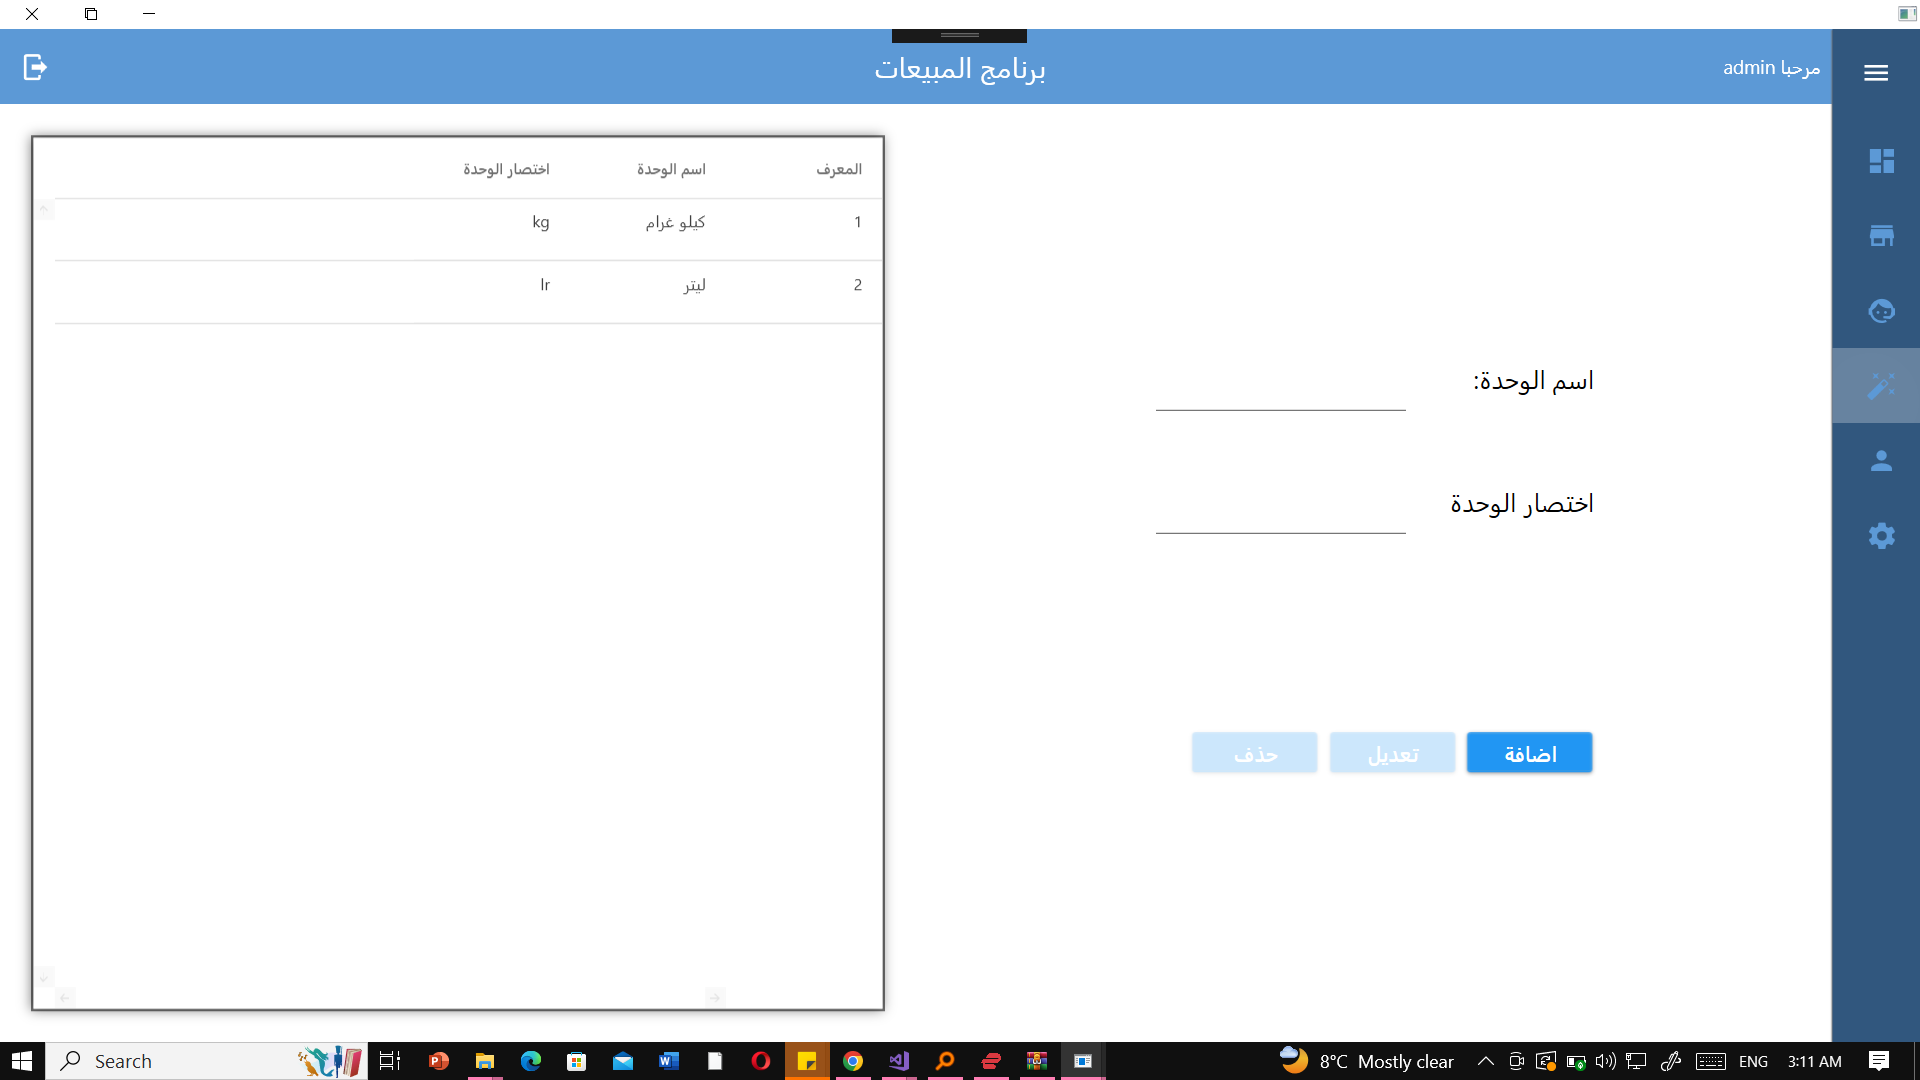 مرحبا admin
برنامج المبيعات
المعرف اسم الوحدة اختصار الوحدة
1 كيلو غرام kg
2 ليتر lr
اسم الوحدة:
اختصار الوحدة
اضافة تعديل حذف
Search
8°C Mostly clear
ENG
3:11 AM